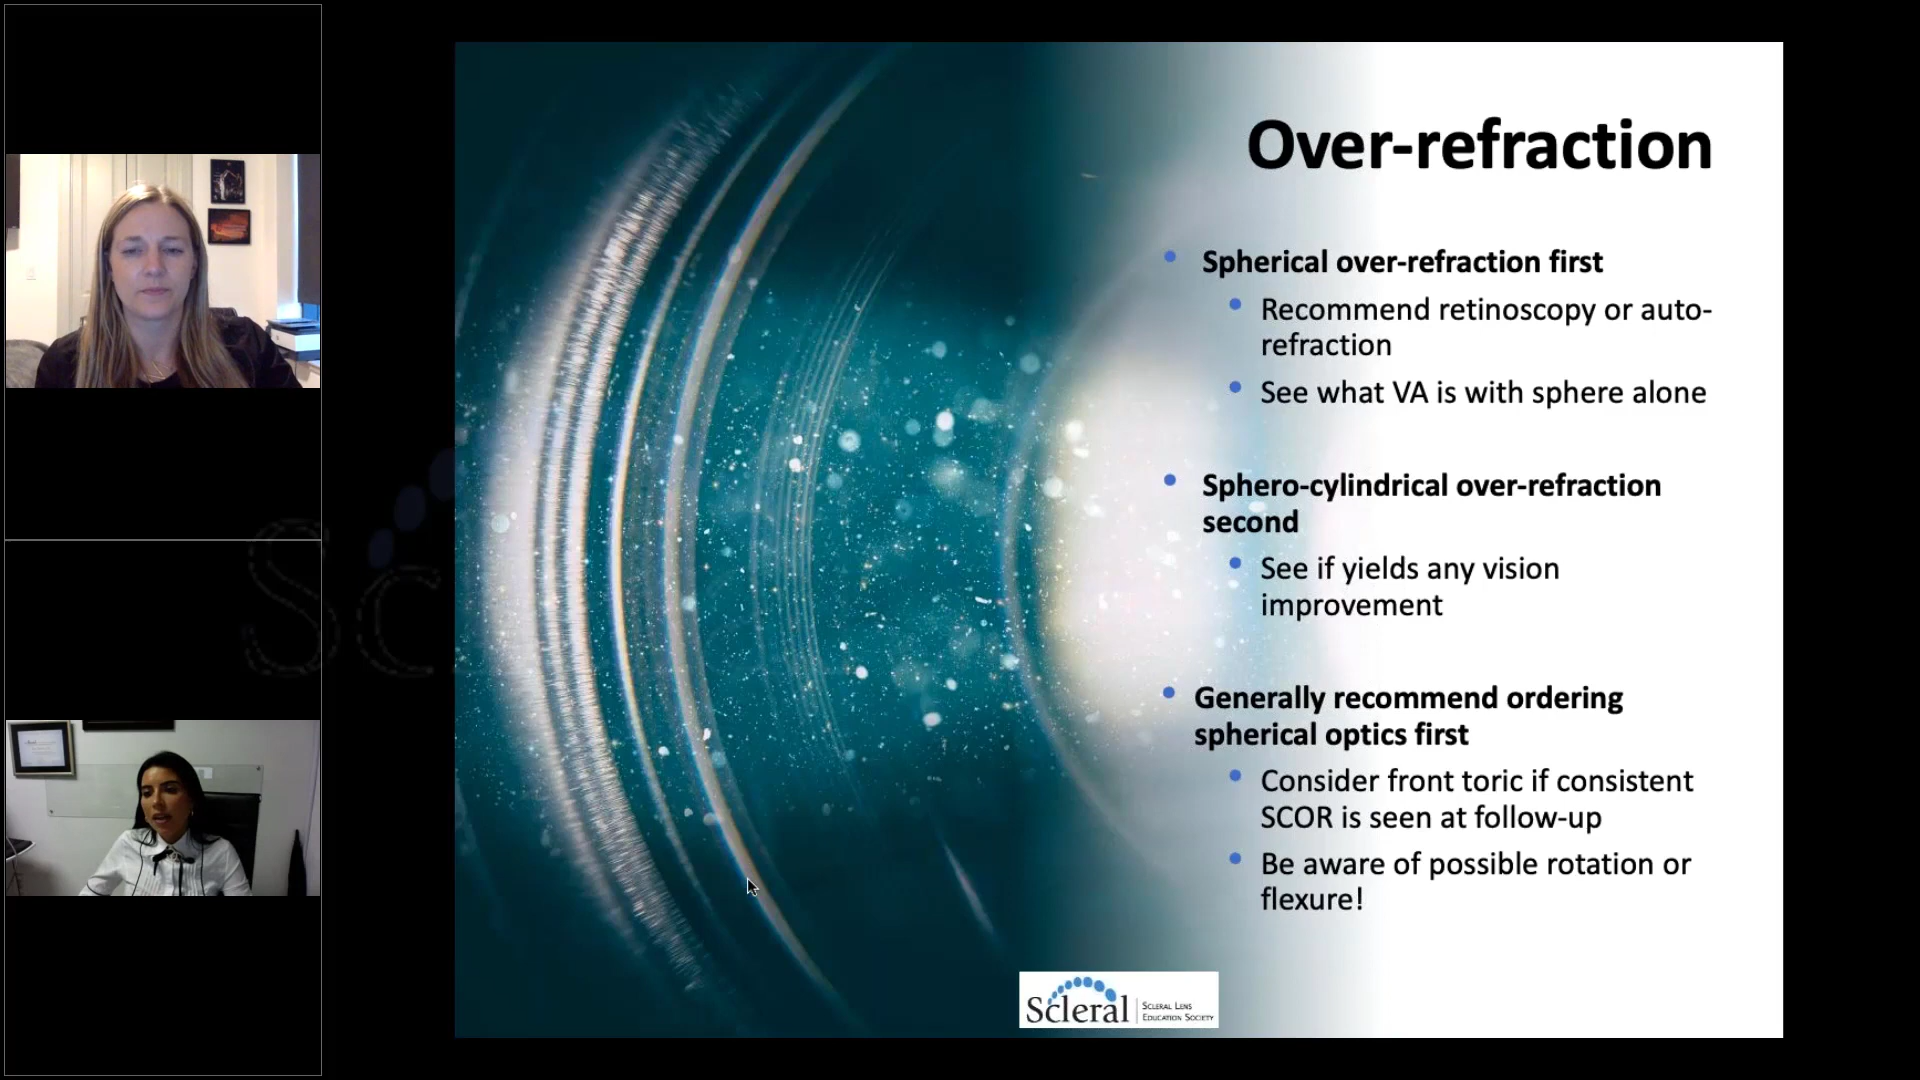 Over-refraction
Spherical over-refraction first
Recommend retinoscopy or auto-
refraction
See what VA is with sphere alone
Sphero-cylindrical over-refraction
second
See if yields any vision
improvement
Generally recommend ordering
spherical optics first
Consider front toric if consistent
SCOR is seen at follow-up
Be aware of possible rotation or
flexure!
Scleral
Scleral Lens
Education Society
Sc